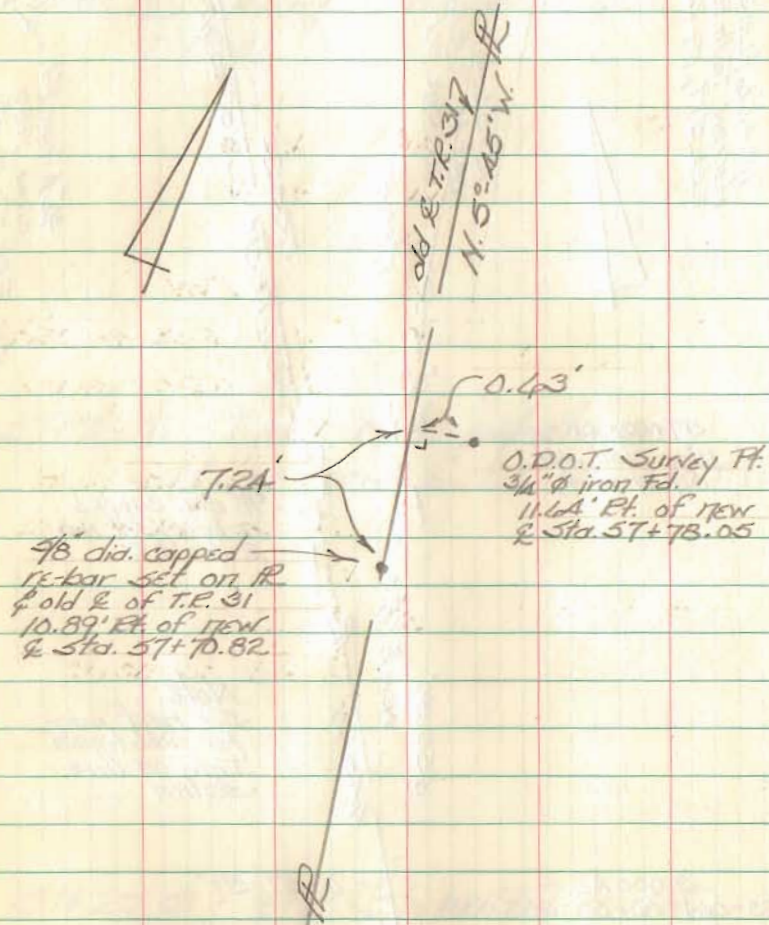 ℄
old ℄ T.R. 31
N. 5°-45' W.
0.43'
7.24'
O.D.O.T. Survey Pt.
3/4" ø iron Fd.
11.64' Rt. of new
℄ Sta. 57+78.05
5/8" dia. capped
re-bar set on ⅊
& old ℄ of T.R. 31
10.89' Rt. of new
℄ Sta. 57+70.82
⅊